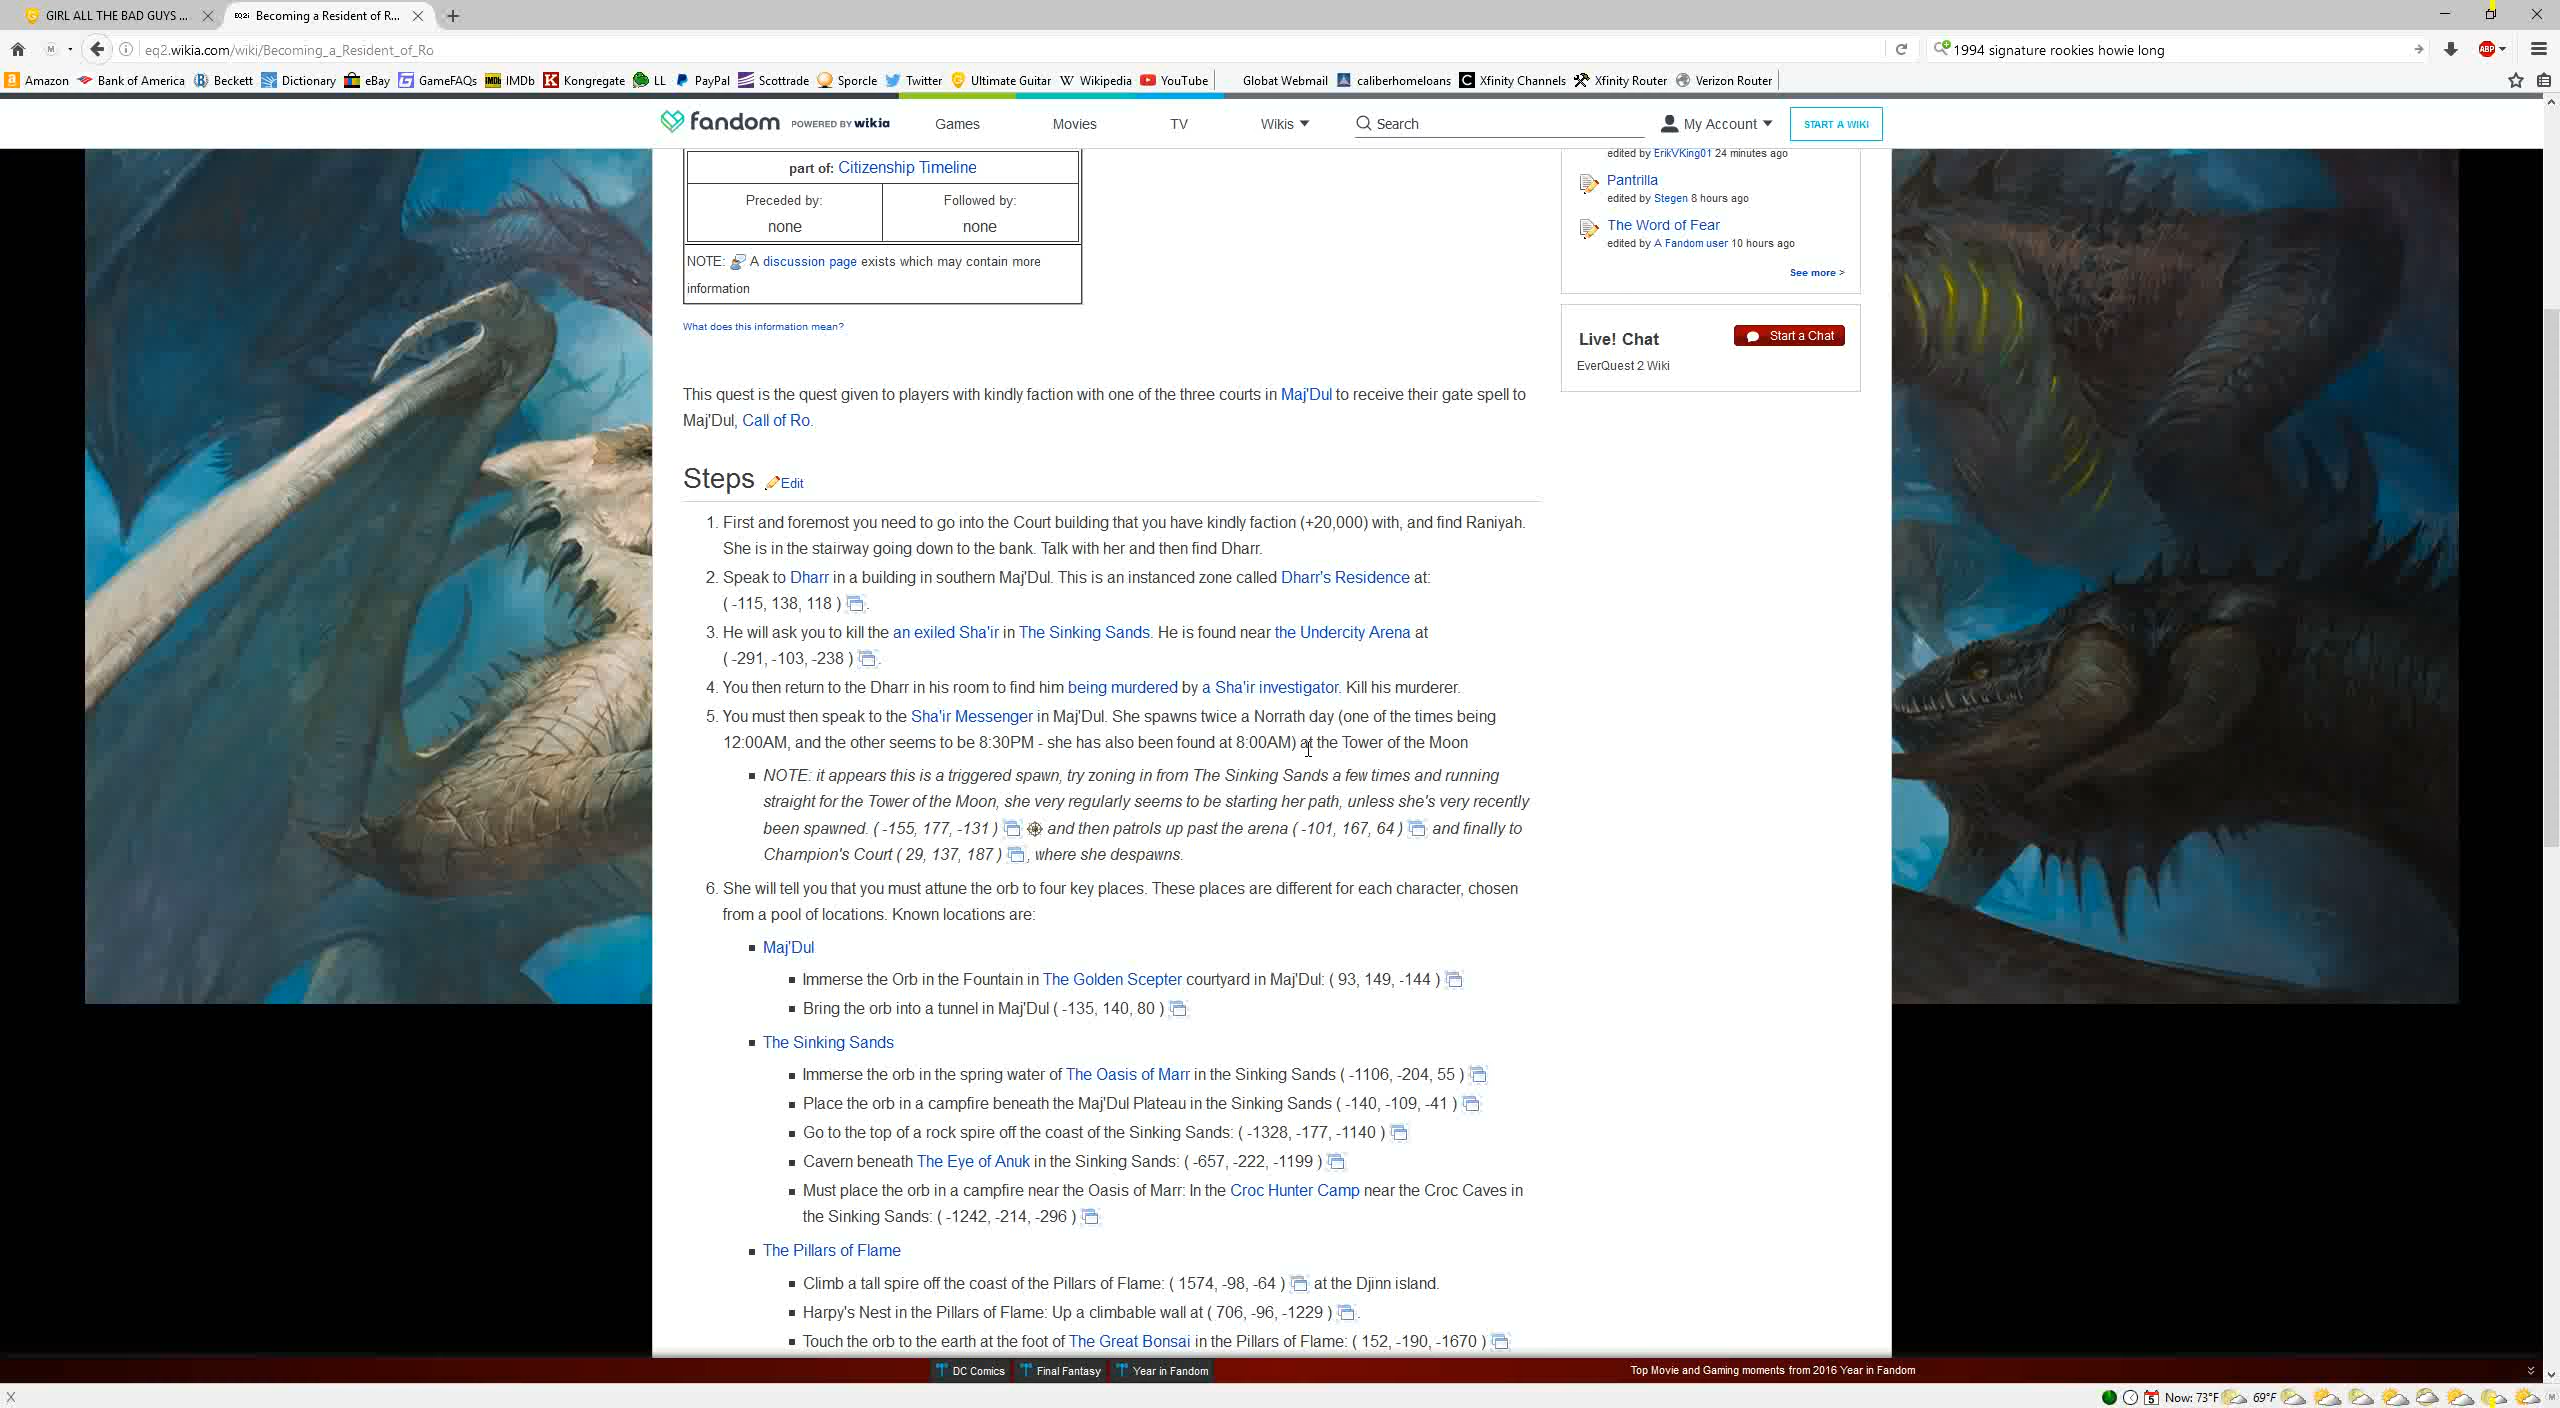 GIRL ALL THE BAD GUYS ...
EQ2i Becoming a Resident of R...
eq2.wikia.com/wiki/Becoming_a_Resident_of_Ro
1994 signature rookies howie long
ABP
Amazon Bank of America Beckett Dictionary eBay GameFAQs IMDb Kongregate LL PayPal Scottrade Sporcle Twitter Ultimate Guitar Wikipedia YouTube Globat Webmail caliberhomeloans Xfinity Channels Xfinity Router Verizon Router
fandom POWERED BY wikia Games Movies TV Wikis Search My Account START A WIKI
part of: Citizenship Timeline
Preceded by: Followed by:
none none
NOTE: A discussion page exists which may contain more
information
What does this information mean?
edited by ErikVKing01 24 minutes ago
Pantrilla
edited by Stegen 8 hours ago
The Word of Fear
edited by A Fandom user 10 hours ago
See more >
Live! Chat Start a Chat
EverQuest 2 Wiki
This quest is the quest given to players with kindly faction with one of the three courts in Maj'Dul to receive their gate spell to
Maj'Dul, Call of Ro.
Steps Edit
1. First and foremost you need to go into the Court building that you have kindly faction (+20,000) with, and find Raniyah.
She is in the stairway going down to the bank. Talk with her and then find Dharr.
2. Speak to Dharr in a building in southern Maj'Dul. This is an instanced zone called Dharr's Residence at:
( -115, 138, 118 ) .
3. He will ask you to kill the an exiled Sha'ir in The Sinking Sands. He is found near the Undercity Arena at
( -291, -103, -238 ) .
4. You then return to the Dharr in his room to find him being murdered by a Sha'ir investigator. Kill his murderer.
5. You must then speak to the Sha'ir Messenger in Maj'Dul. She spawns twice a Norrath day (one of the times being
12:00AM, and the other seems to be 8:30PM - she has also been found at 8:00AM) at the Tower of the Moon
NOTE: it appears this is a triggered spawn, try zoning in from The Sinking Sands a few times and running
straight for the Tower of the Moon, she very regularly seems to be starting her path, unless she's very recently
been spawned. ( -155, 177, -131 ) and then patrols up past the arena ( -101, 167, 64 ) and finally to
Champion's Court ( 29, 137, 187 ) , where she despawns.
6. She will tell you that you must attune the orb to four key places. These places are different for each character, chosen
from a pool of locations. Known locations are:
Maj'Dul
Immerse the Orb in the Fountain in The Golden Scepter courtyard in Maj'Dul: ( 93, 149, -144 )
Bring the orb into a tunnel in Maj'Dul ( -135, 140, 80 )
The Sinking Sands
Immerse the orb in the spring water of The Oasis of Marr in the Sinking Sands ( -1106, -204, 55 )
Place the orb in a campfire beneath the Maj'Dul Plateau in the Sinking Sands ( -140, -109, -41 )
Go to the top of a rock spire off the coast of the Sinking Sands: ( -1328, -177, -1140 )
Cavern beneath The Eye of Anuk in the Sinking Sands: ( -657, -222, -1199 )
Must place the orb in a campfire near the Oasis of Marr: In the Croc Hunter Camp near the Croc Caves in
the Sinking Sands: ( -1242, -214, -296 )
The Pillars of Flame
Climb a tall spire off the coast of the Pillars of Flame: ( 1574, -98, -64 ) at the Djinn island.
Harpy's Nest in the Pillars of Flame: Up a climbable wall at ( 706, -96, -1229 ) .
Touch the orb to the earth at the foot of The Great Bonsai in the Pillars of Flame: ( 152, -190, -1670 )
DC Comics Final Fantasy Year in Fandom Top Movie and Gaming moments from 2016 Year in Fandom
5 Now: 73°F 69°F